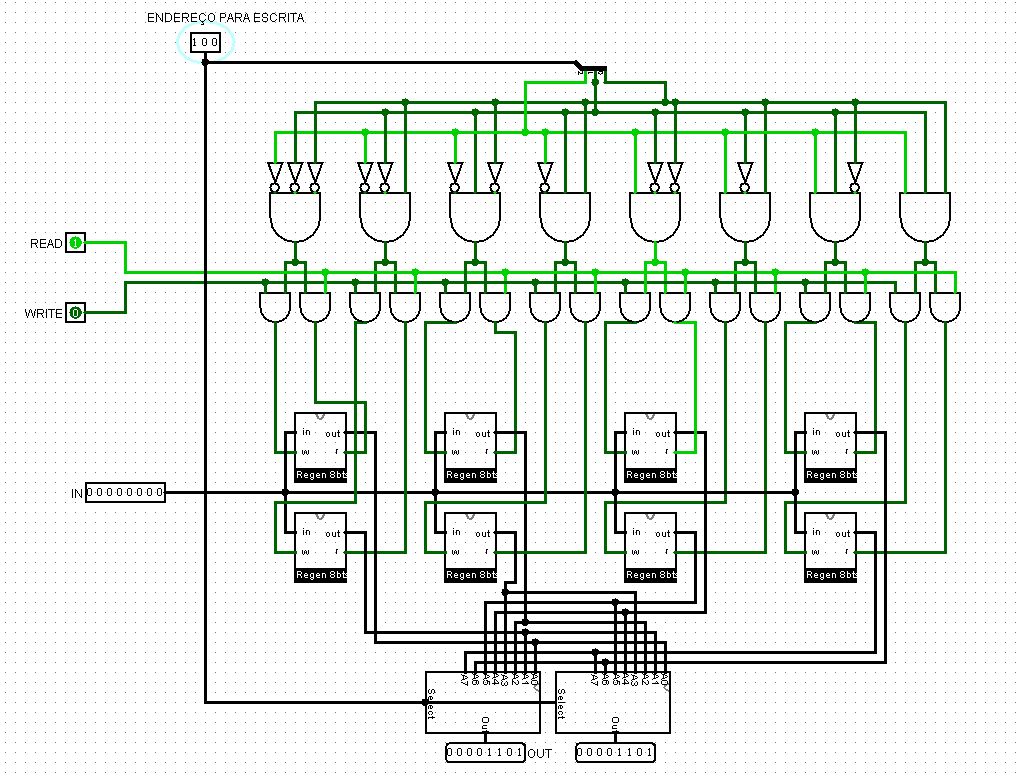 ENDEREÇO PARA ESCRITA
1 0 0
2 1 0
READ 1
WRITE 0
in out in out in out in out
w r w r w r w r
Regen 8bts Regen 8bts Regen 8bts Regen 8bts
IN 0 0 0 0 0 0 0 0
in out in out in out in out
w r w r w r w r
Regen 8bts Regen 8bts Regen 8bts Regen 8bts
A7 A6 A5 A4 A3 A2 A1 A0 A7 A6 A5 A4 A3 A2 A1 A0
Select Select
Out Out
0 0 0 0 1 1 0 1 OUT 0 0 0 0 1 1 0 1